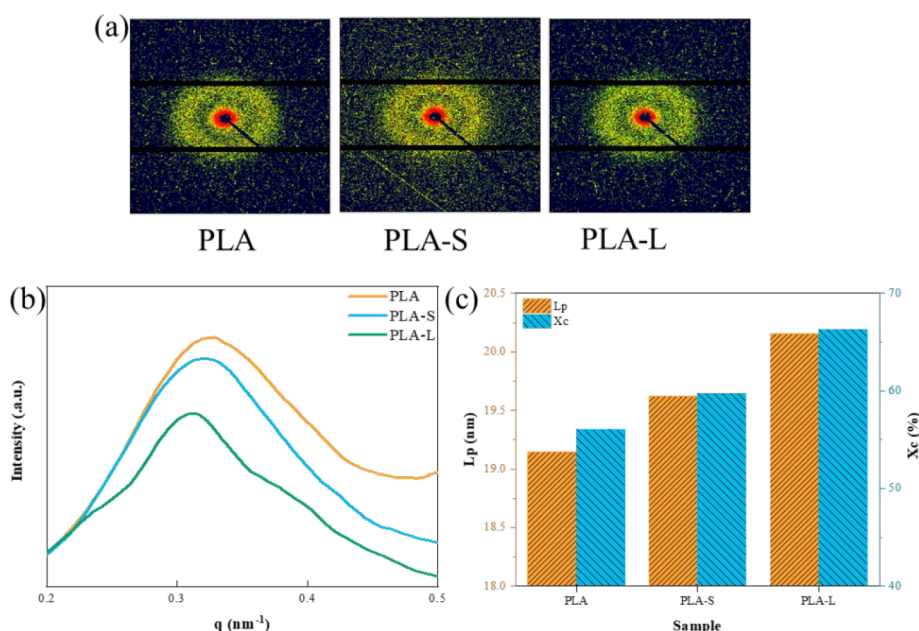 (a)
PLA PLA-S PLA-L
(b)
PLA
PLA-S
PLA-L
Intensity (.a.u.)
0.2 0.3 0.4 0.5
q (nm⁻¹)
(c)
Lp
Xc
20.5
20.0
19.5
19.0
18.5
18.0
Lp (nm)
70
60
50
40
Xc (%)
PLA PLA-S PLA-L
Sample